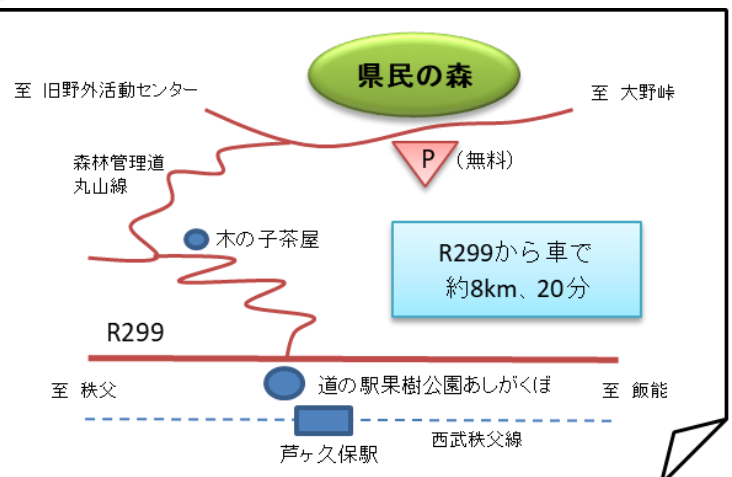 県民の森
至 旧野外活動センター
至 大野峠
森林管理道
丸山線
P
(無料)
木の子茶屋
R299から車で
約8km、20分
R299
至 秩父
道の駅果樹公園あしがくぼ
至 飯能
西武秩父線
芦ヶ久保駅